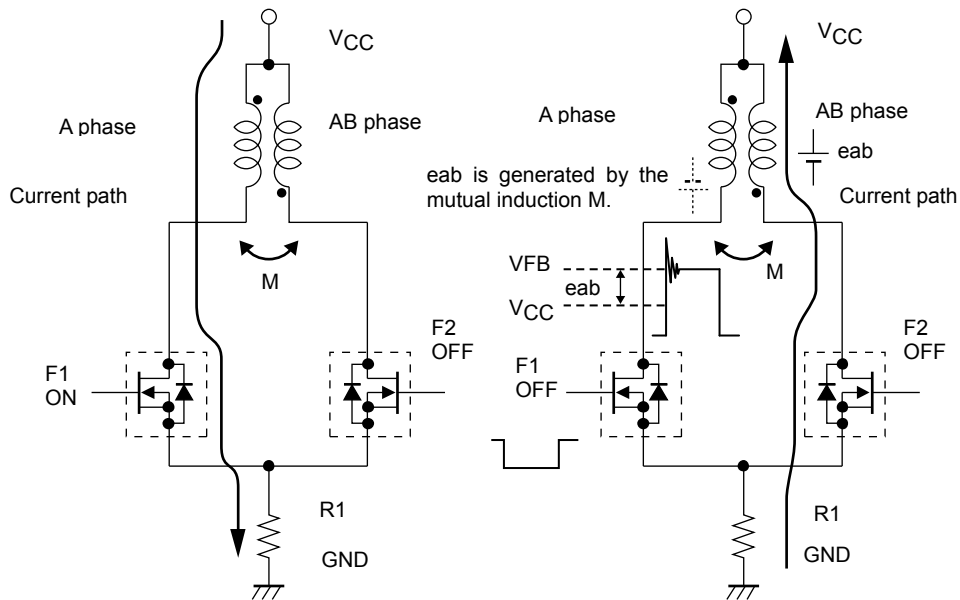 VCC
A phase
AB phase
Current path
M
F1
ON
F2
OFF
R1
GND
VCC
A phase
AB phase
eab
eab is generated by the
mutual induction M.
Current path
VFB
eab
VCC
M
F1
OFF
F2
OFF
R1
GND